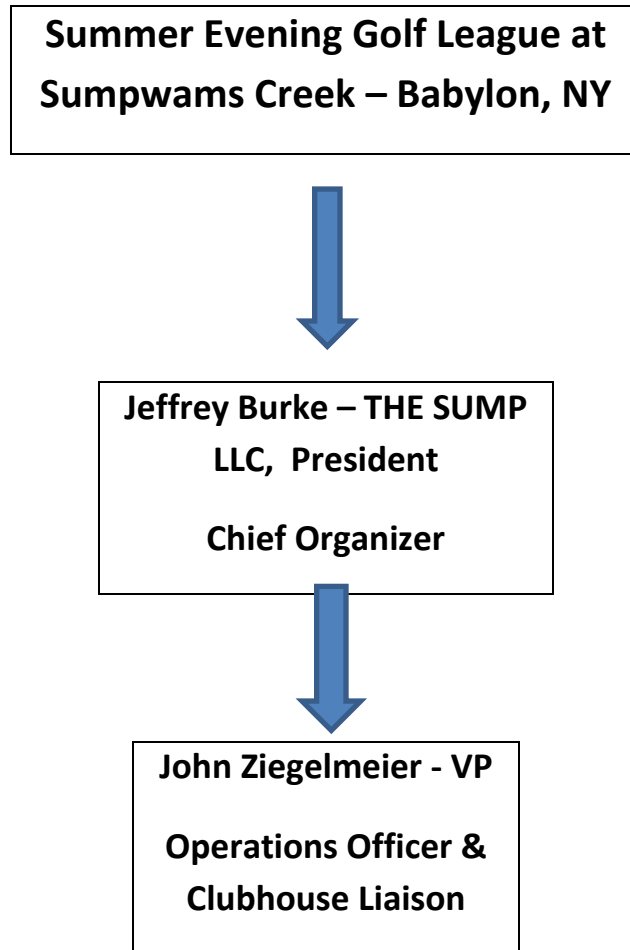 Summer Evening Golf League at
Sumpwams Creek – Babylon, NY
Jeffrey Burke – THE SUMP
LLC,  President
Chief Organizer
John Ziegelmeier - VP
Operations Officer &
Clubhouse Liaison